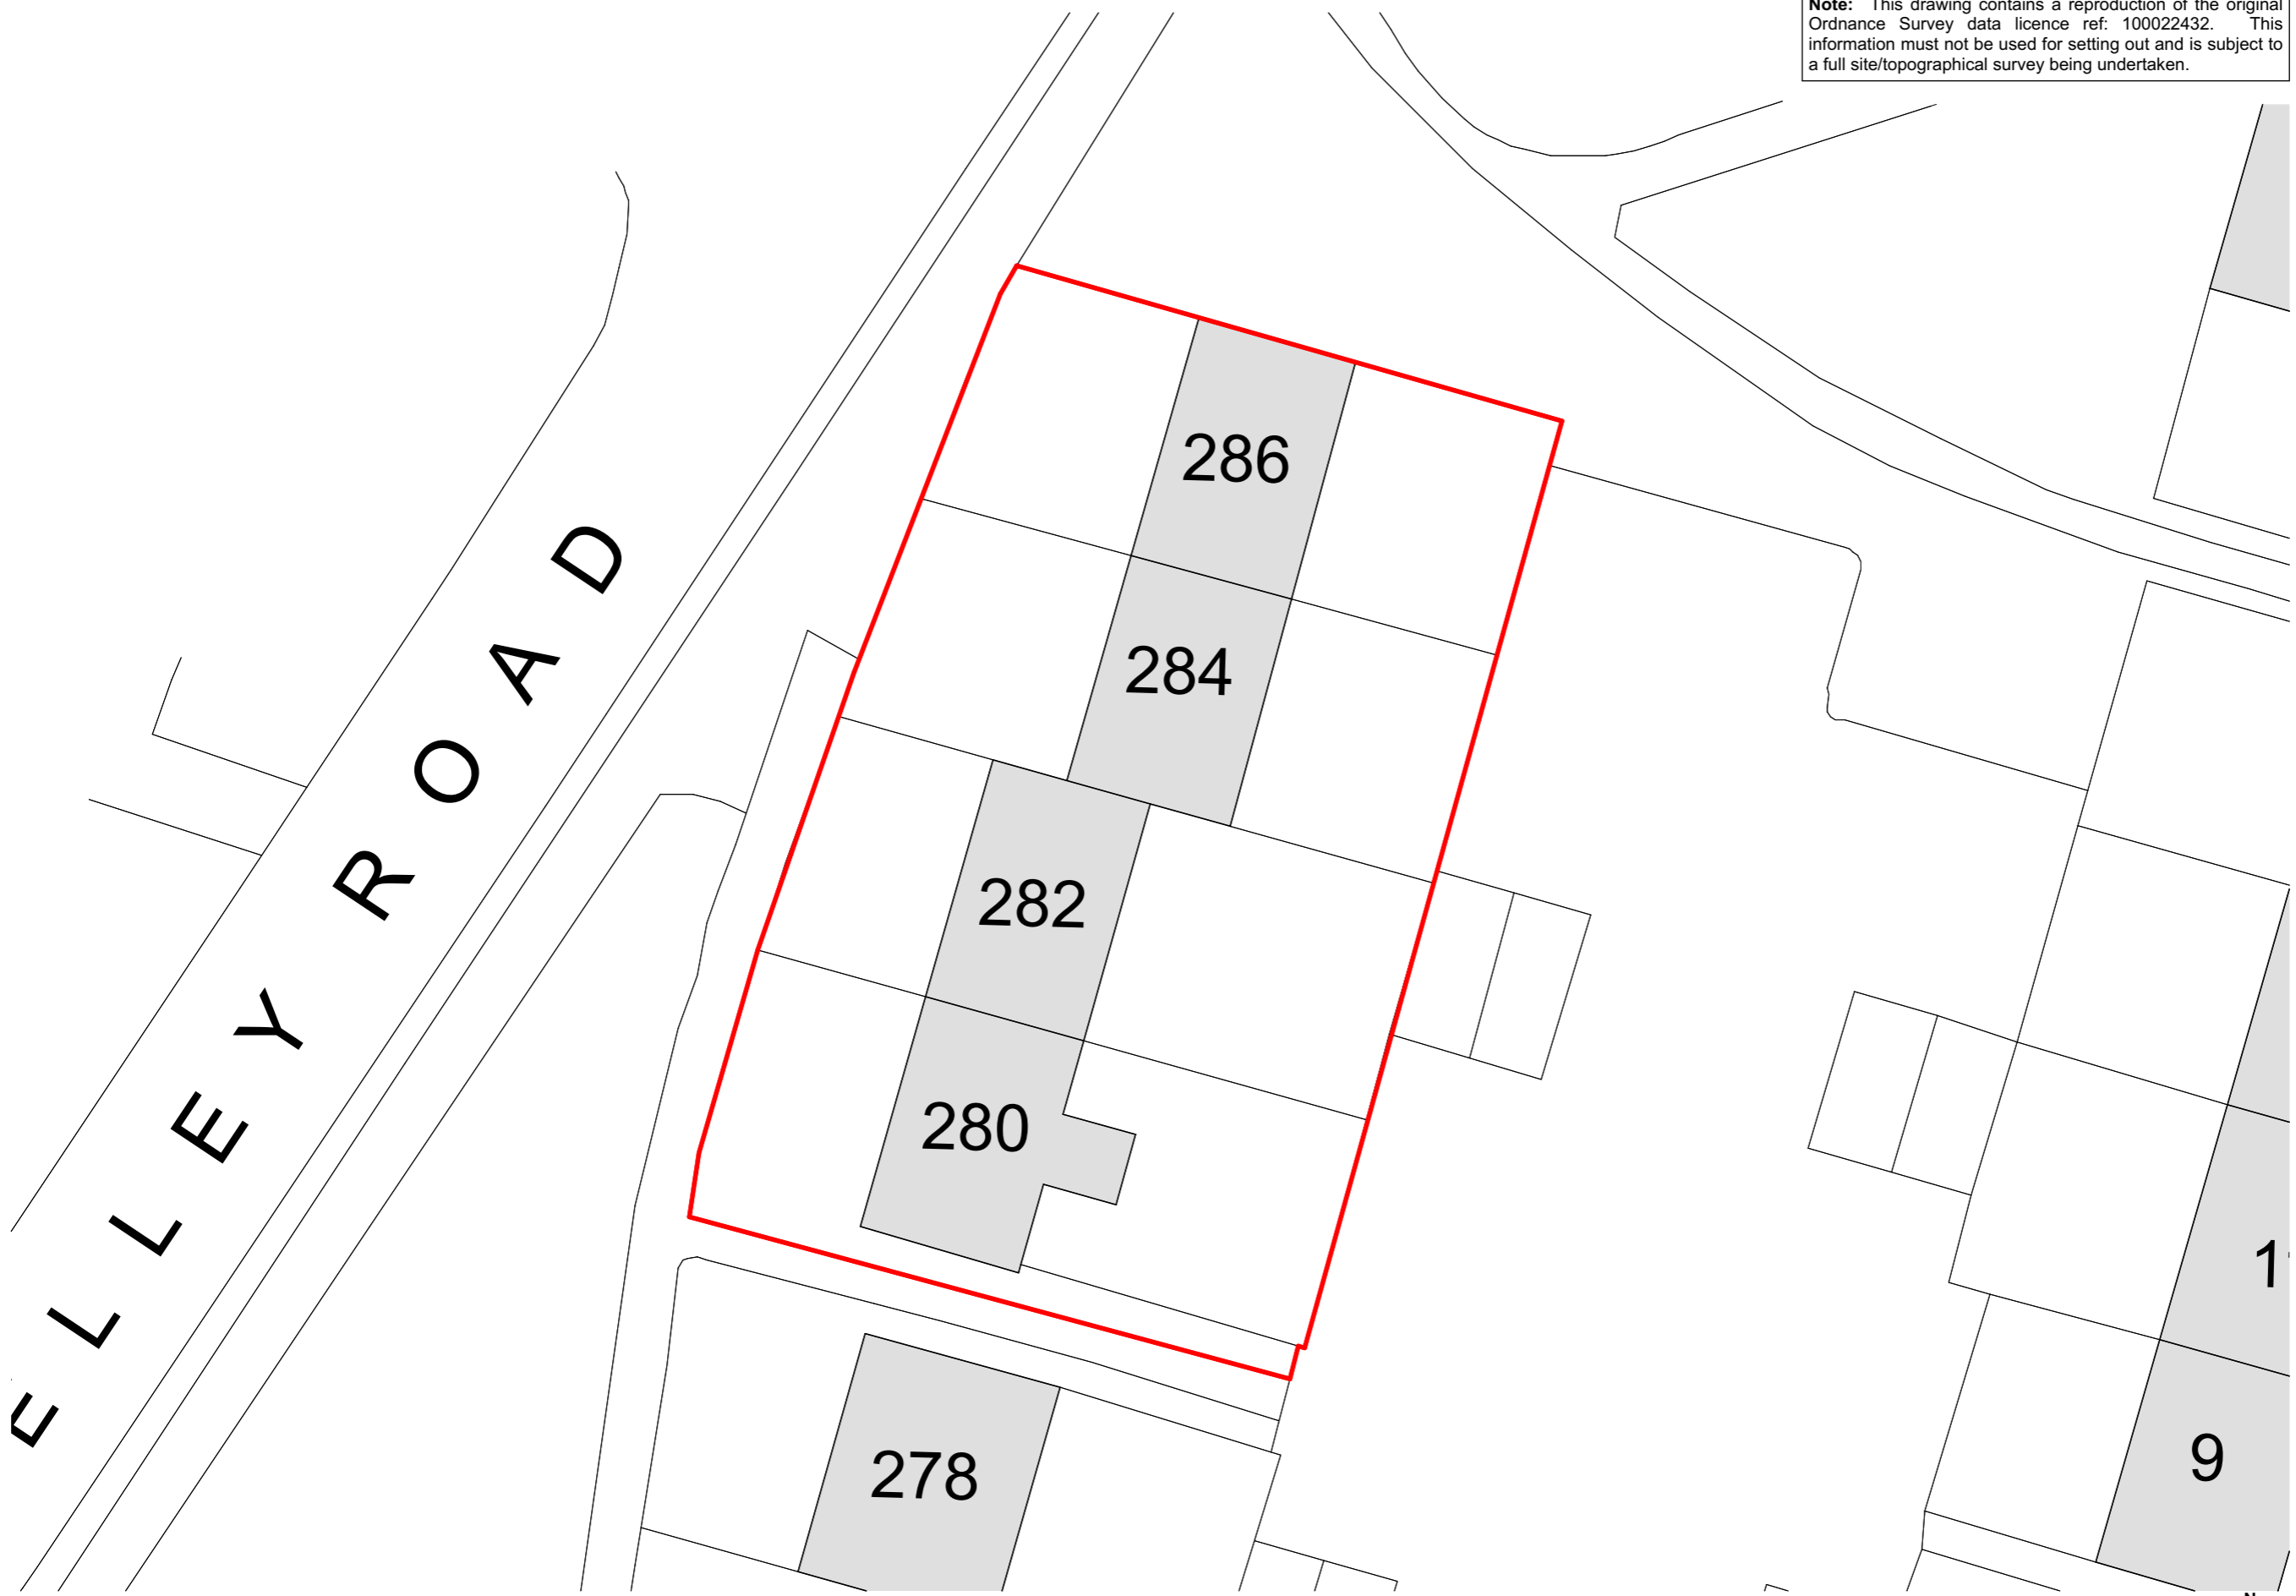 Note: This drawing contains a reproduction of the original
Ordnance Survey data licence ref: 100022432. This
information must not be used for setting out and is subject to
a full site/topographical survey being undertaken.
286
284
282
280
278
ELLEY ROAD
9
N